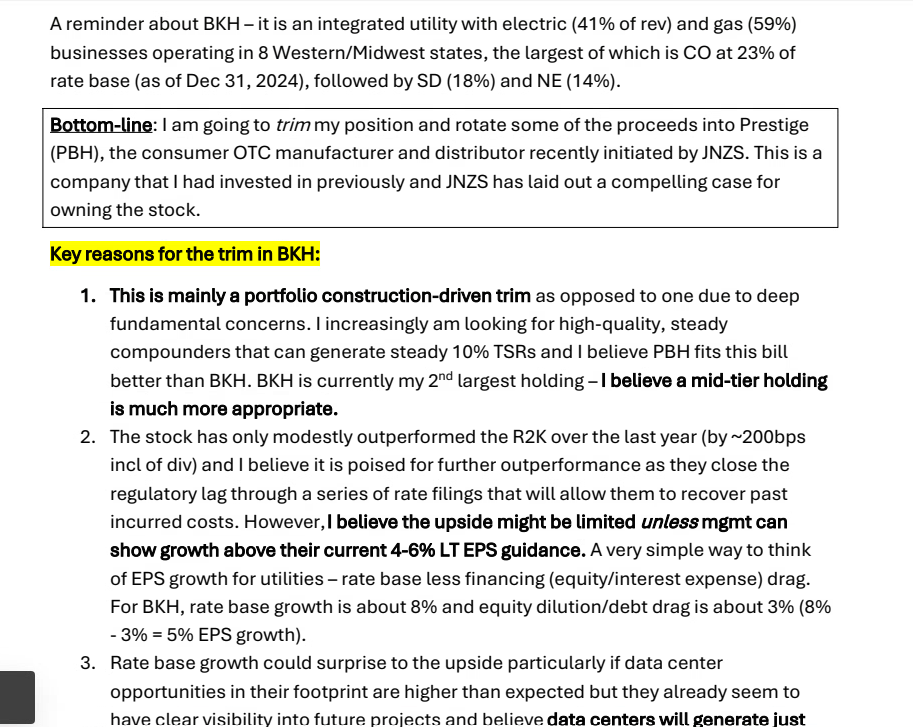 A reminder about BKH – it is an integrated utility with electric (41% of rev) and gas (59%)
businesses operating in 8 Western/Midwest states, the largest of which is CO at 23% of
rate base (as of Dec 31, 2024), followed by SD (18%) and NE (14%).
Bottom-line: I am going to trim my position and rotate some of the proceeds into Prestige
(PBH), the consumer OTC manufacturer and distributor recently initiated by JNZS. This is a
company that I had invested in previously and JNZS has laid out a compelling case for
owning the stock.
Key reasons for the trim in BKH:
1. This is mainly a portfolio construction-driven trim as opposed to one due to deep
fundamental concerns. I increasingly am looking for high-quality, steady
compounders that can generate steady 10% TSRs and I believe PBH fits this bill
better than BKH. BKH is currently my 2nd largest holding – I believe a mid-tier holding
is much more appropriate.
2. The stock has only modestly outperformed the R2K over the last year (by ~200bps
incl of div) and I believe it is poised for further outperformance as they close the
regulatory lag through a series of rate filings that will allow them to recover past
incurred costs. However, I believe the upside might be limited unless mgmt can
show growth above their current 4-6% LT EPS guidance. A very simple way to think
of EPS growth for utilities – rate base less financing (equity/interest expense) drag.
For BKH, rate base growth is about 8% and equity dilution/debt drag is about 3% (8%
- 3% = 5% EPS growth).
3. Rate base growth could surprise to the upside particularly if data center
opportunities in their footprint are higher than expected but they already seem to
have clear visibility into future projects and believe data centers will generate just